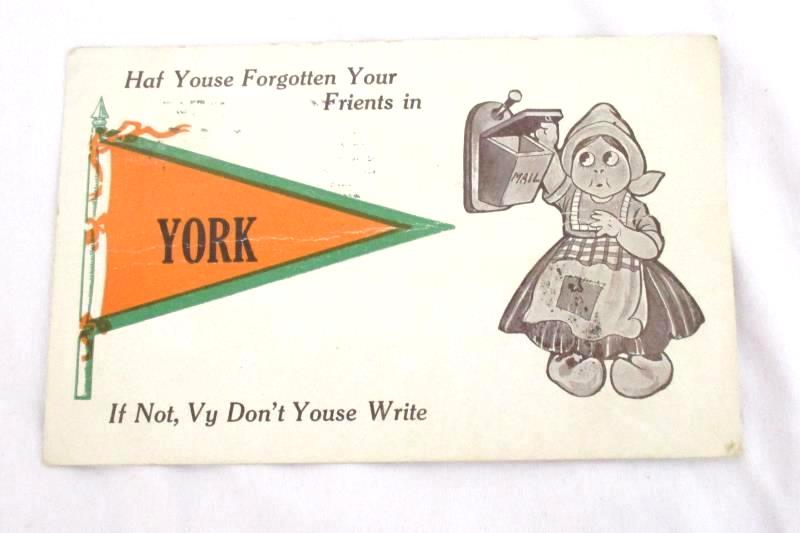 Haf Youse Forgotten Your
Frients in
MAIL
YORK
If Not, Vy Don't Youse Write